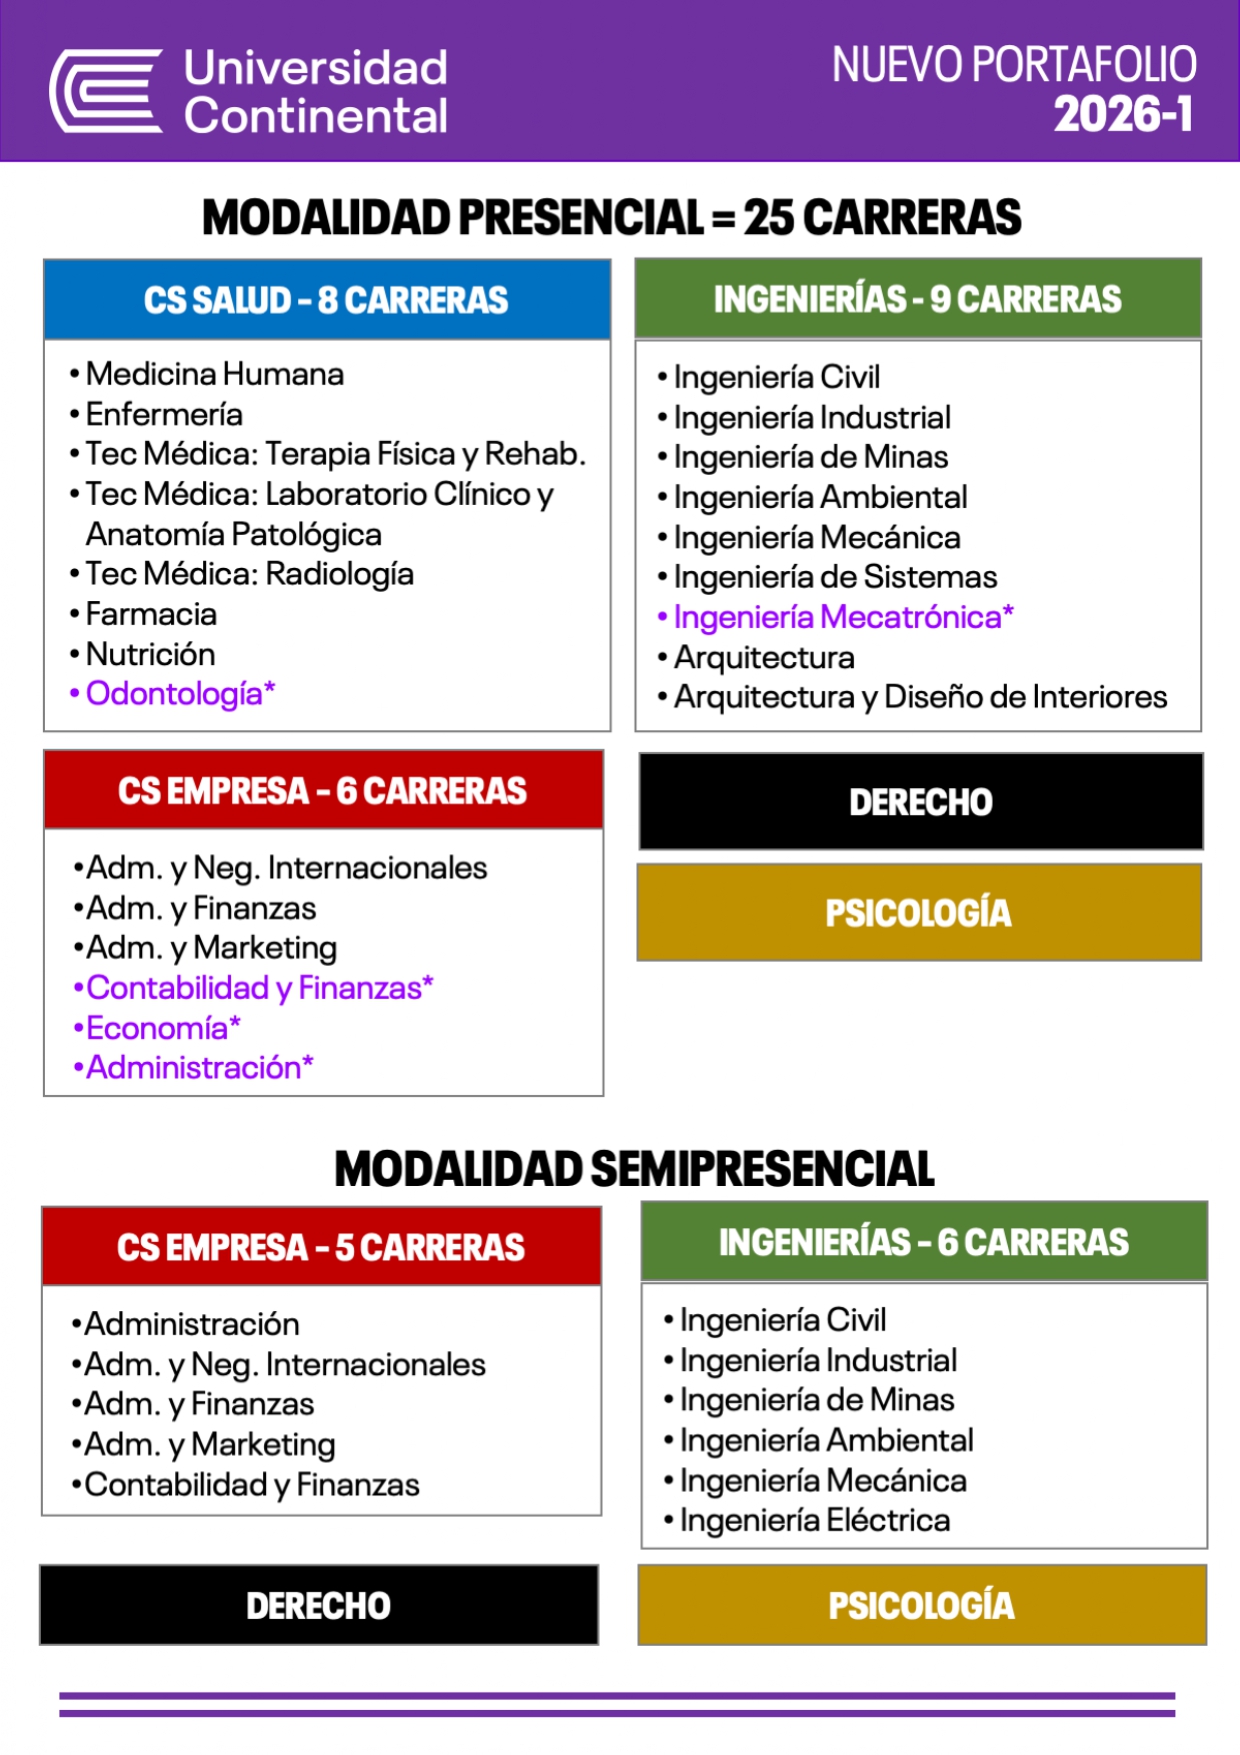 Universidad
Continental
NUEVO PORTAFOLIO
2026-1
MODALIDAD PRESENCIAL = 25 CARRERAS
CS SALUD – 8 CARRERAS
• Medicina Humana
• Enfermería
• Tec Médica: Terapia Física y Rehab.
• Tec Médica: Laboratorio Clínico y
Anatomía Patológica
• Tec Médica: Radiología
• Farmacia
• Nutrición
• Odontología*
INGENIERÍAS - 9 CARRERAS
• Ingeniería Civil
• Ingeniería Industrial
• Ingeniería de Minas
• Ingeniería Ambiental
• Ingeniería Mecánica
• Ingeniería de Sistemas
• Ingeniería Mecatrónica*
• Arquitectura
• Arquitectura y Diseño de Interiores
CS EMPRESA – 6 CARRERAS
•Adm. y Neg. Internacionales
•Adm. y Finanzas
•Adm. y Marketing
•Contabilidad y Finanzas*
•Economía*
•Administración*
DERECHO
PSICOLOGÍA
MODALIDAD SEMIPRESENCIAL
CS EMPRESA – 5 CARRERAS
•Administración
•Adm. y Neg. Internacionales
•Adm. y Finanzas
•Adm. y Marketing
•Contabilidad y Finanzas
INGENIERÍAS – 6 CARRERAS
• Ingeniería Civil
• Ingeniería Industrial
• Ingeniería de Minas
• Ingeniería Ambiental
• Ingeniería Mecánica
• Ingeniería Eléctrica
DERECHO
PSICOLOGÍA